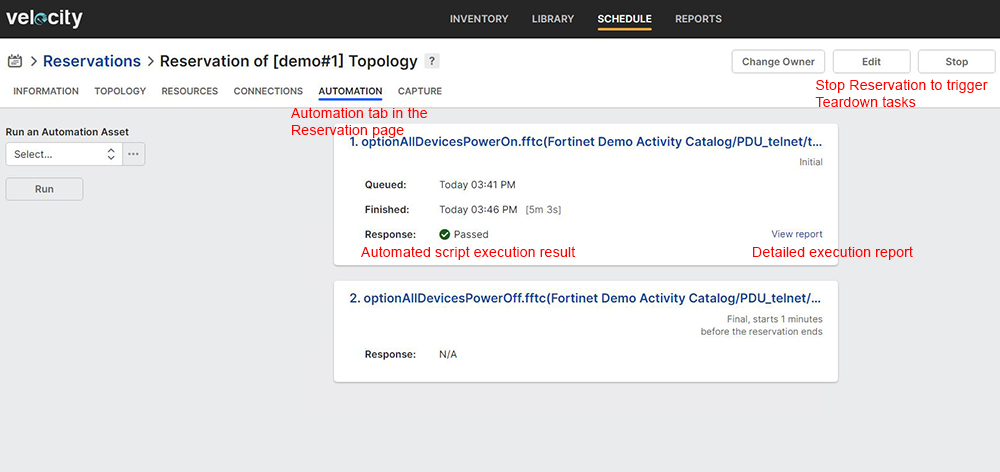 velocity
INVENTORY LIBRARY SCHEDULE REPORTS
> Reservations > Reservation of [demo#1] Topology ?
Change Owner Edit Stop
INFORMATION TOPOLOGY RESOURCES CONNECTIONS AUTOMATION CAPTURE
Stop Reservation to trigger
Teardown tasks
Automation tab in the
Reservation page
Run an Automation Asset
Select... ...
Run
1. optionAllDevicesPowerOn.fftc(Fortinet Demo Activity Catalog/PDU_telnet/t...
Initial
Queued: Today 03:41 PM
Finished: Today 03:46 PM [5m 3s]
Response: Passed View report
Automated script execution result Detailed execution report
2. optionAllDevicesPowerOff.fftc(Fortinet Demo Activity Catalog/PDU_telnet/...
Final, starts 1 minutes
before the reservation ends
Response: N/A